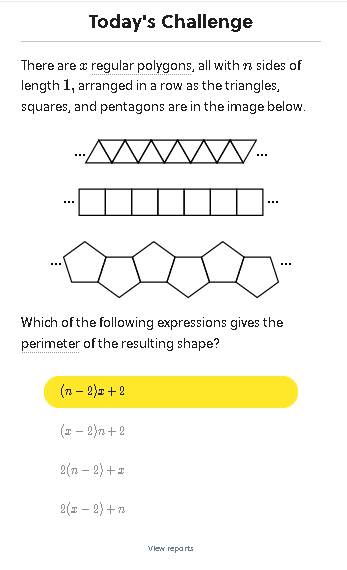 Today's Challenge
There are x regular polygons, all with n sides of
length 1, arranged in a row as the triangles,
squares, and pentagons are in the image below.
... ...
... ...
... ...
Which of the following expressions gives the
perimeter of the resulting shape?
(n − 2)x + 2
(x − 2)n + 2
2(n − 2) + x
2(x − 2) + n
View reports